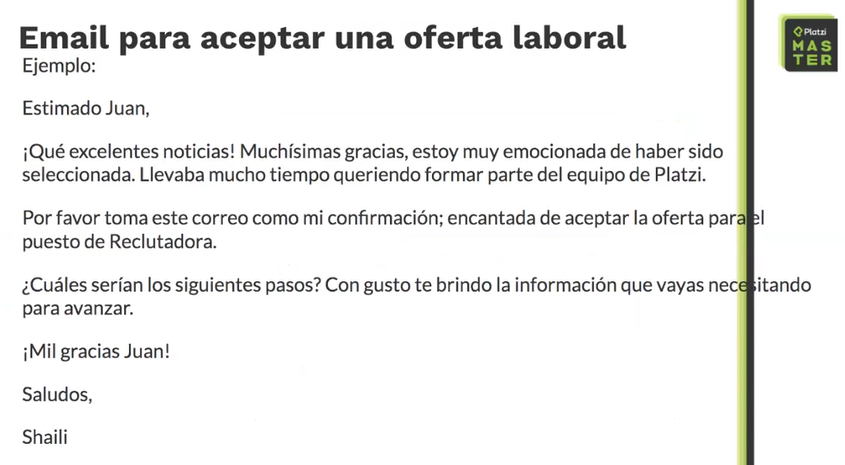 Email para aceptar una oferta laboral
Platzi
MAS
TER
Ejemplo:
Estimado Juan,
¡Qué excelentes noticias! Muchísimas gracias, estoy muy emocionada de haber sido
seleccionada. Llevaba mucho tiempo queriendo formar parte del equipo de Platzi.
Por favor toma este correo como mi confirmación; encantada de aceptar la oferta para el
puesto de Reclutadora.
¿Cuáles serían los siguientes pasos? Con gusto te brindo la información que vayas necesitando
para avanzar.
¡Mil gracias Juan!
Saludos,
Shaili